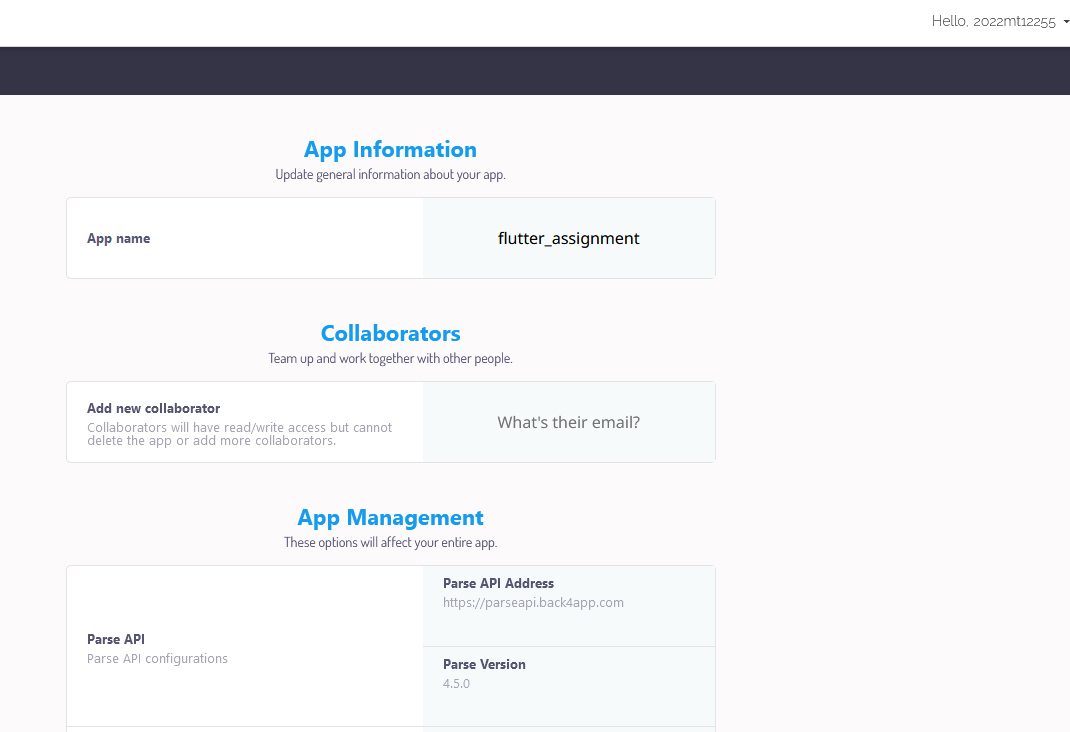 Hello, 2022mt12255
App Information
Update general information about your app.
App name
flutter_assignment
Collaborators
Team up and work together with other people.
Add new collaborator
Collaborators will have read/write access but cannot
delete the app or add more collaborators.
What's their email?
App Management
These options will affect your entire app.
Parse API
Parse API configurations
Parse API Address
https://parseapi.back4app.com
Parse Version
4.5.0